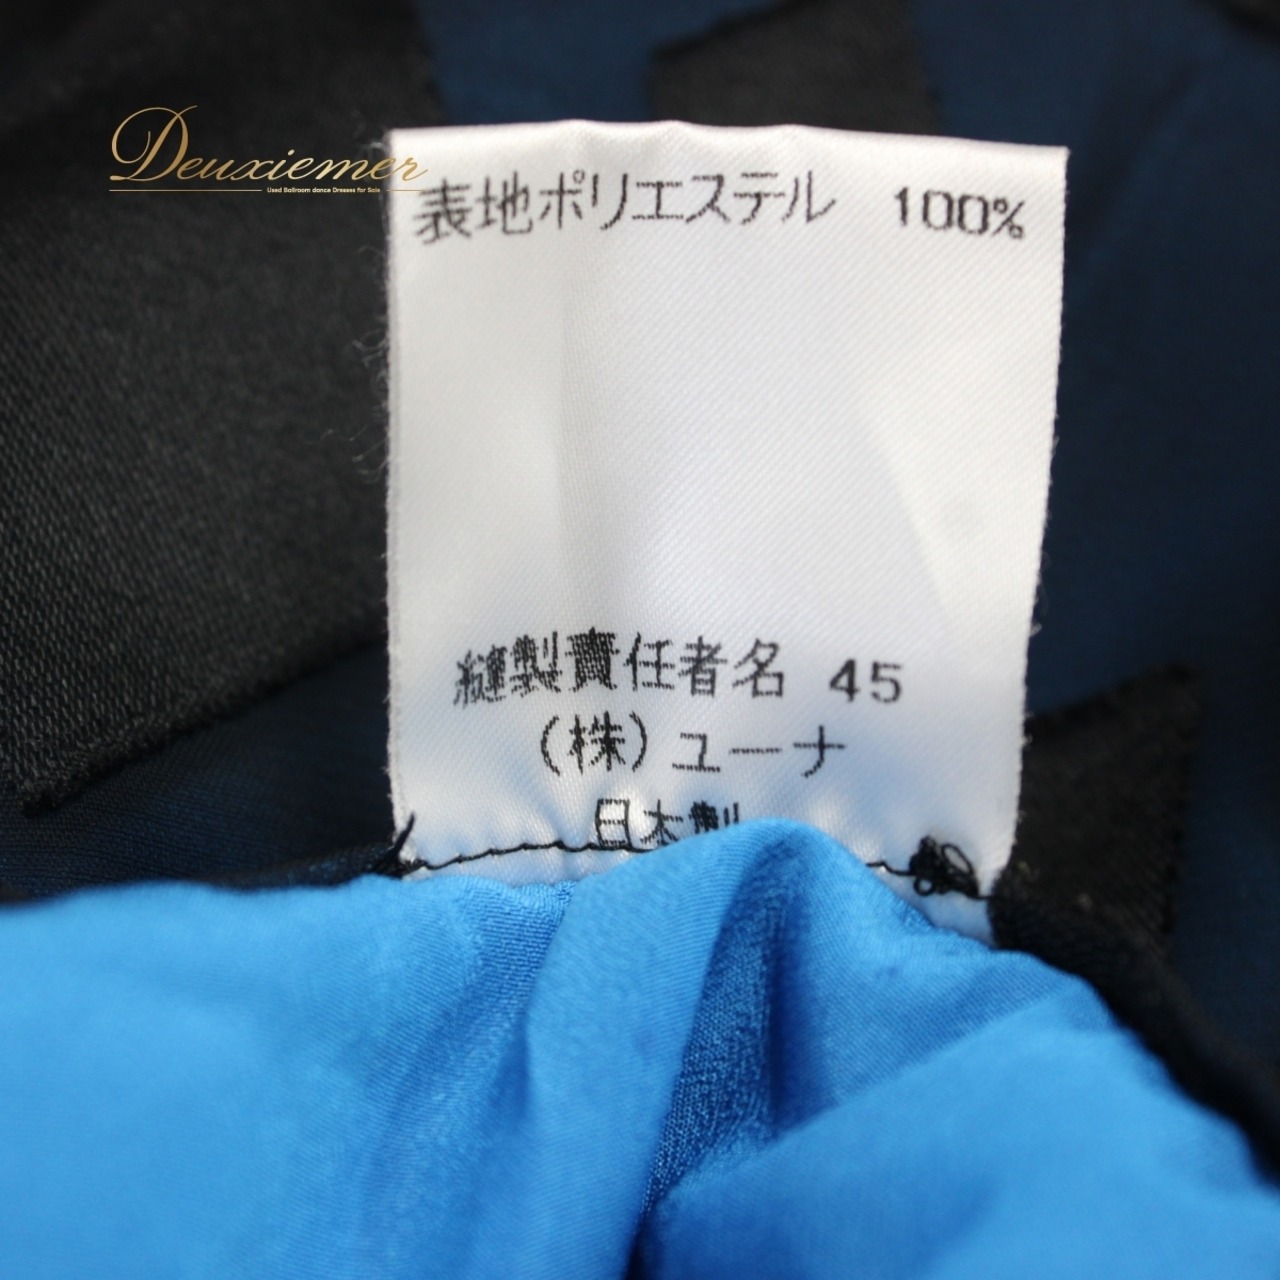 Deuxiemer
Used Ballroom dance Dresses for Sale
表地ポリエステル 100%
縫製責任者名 45
(株)ユーナ
日本製